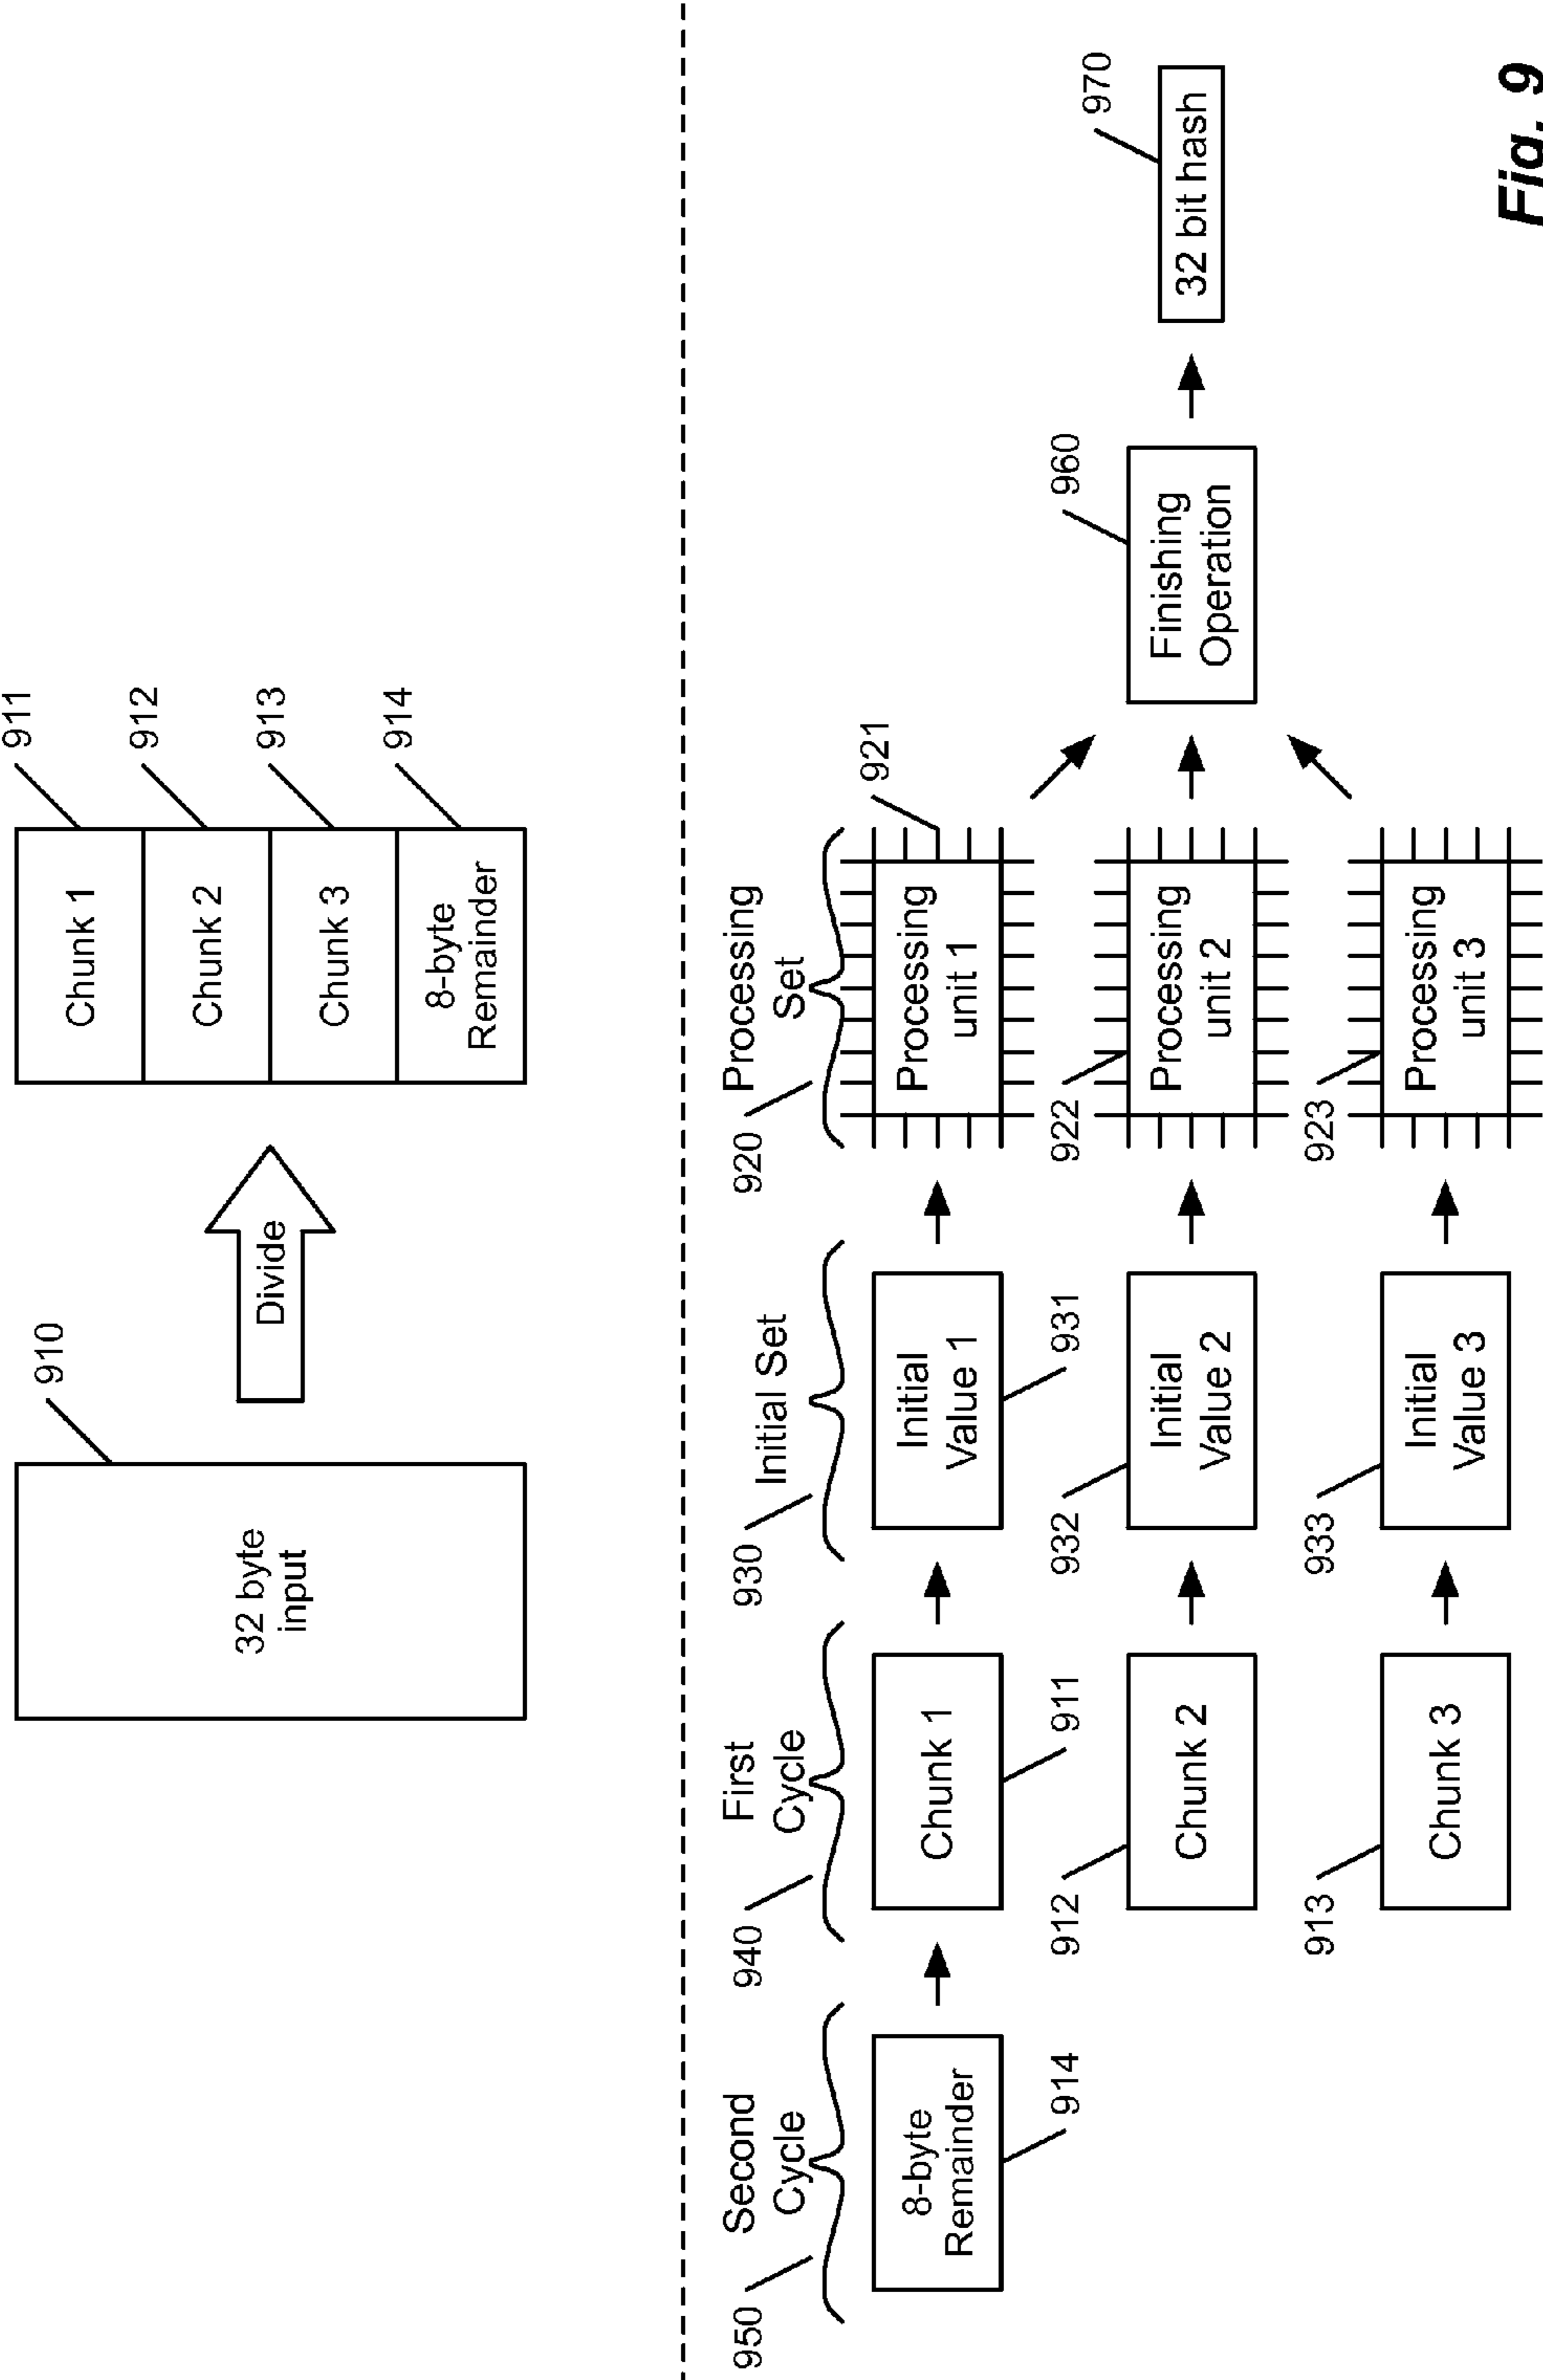 910
32 byte
input
Divide
911
Chunk 1
912
Chunk 2
913
Chunk 3
914
8-byte
Remainder
950
Second
Cycle
940
First
Cycle
930
Initial Set
920
Processing
Set
8-byte
Remainder
914
Chunk 1
911
Initial
Value 1
931
Processing
unit 1
921
912
Chunk 2
932
Initial
Value 2
922
Processing
unit 2
960
Finishing
Operation
970
32 bit hash
913
Chunk 3
933
Initial
Value 3
923
Processing
unit 3
Fig. 9